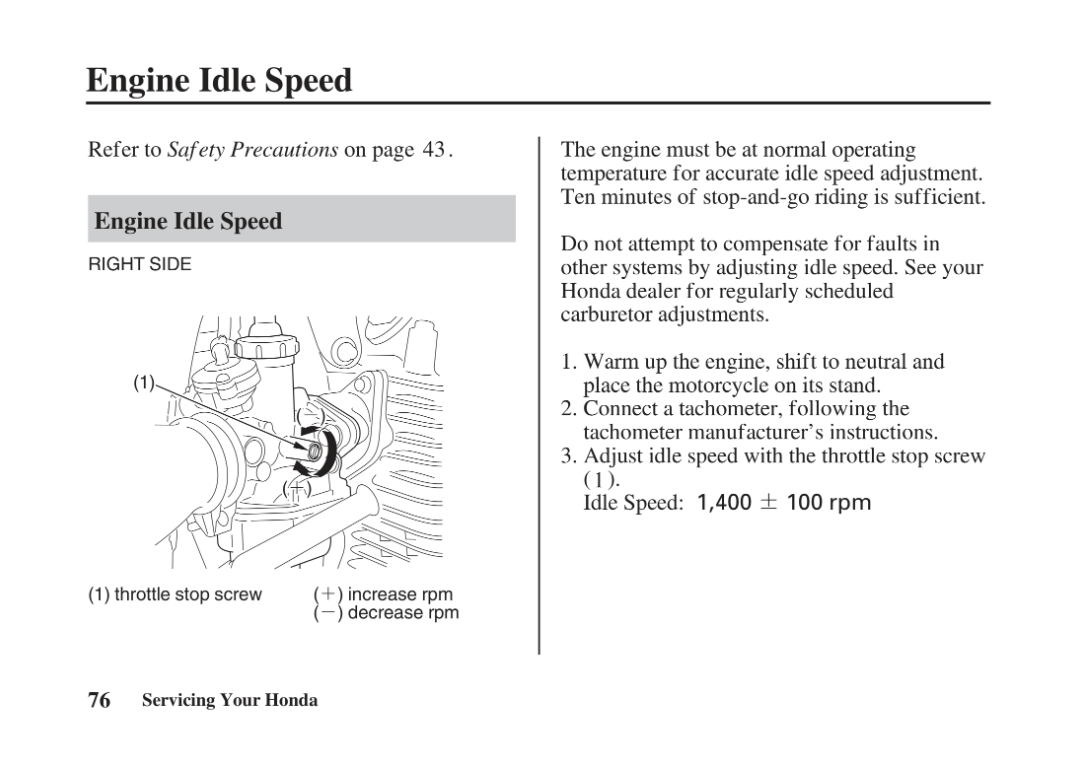 Engine Idle Speed
Refer to Safety Precautions on page 43.
Engine Idle Speed
RIGHT SIDE
(1)
(−)
(+)
(1) throttle stop screw
(+) increase rpm
(−) decrease rpm
The engine must be at normal operating
temperature for accurate idle speed adjustment.
Ten minutes of stop-and-go riding is sufficient.
Do not attempt to compensate for faults in
other systems by adjusting idle speed. See your
Honda dealer for regularly scheduled
carburetor adjustments.
1. Warm up the engine, shift to neutral and
place the motorcycle on its stand.
2. Connect a tachometer, following the
tachometer manufacturer's instructions.
3. Adjust idle speed with the throttle stop screw
(1).
Idle Speed: 1,400 ± 100 rpm
76 Servicing Your Honda